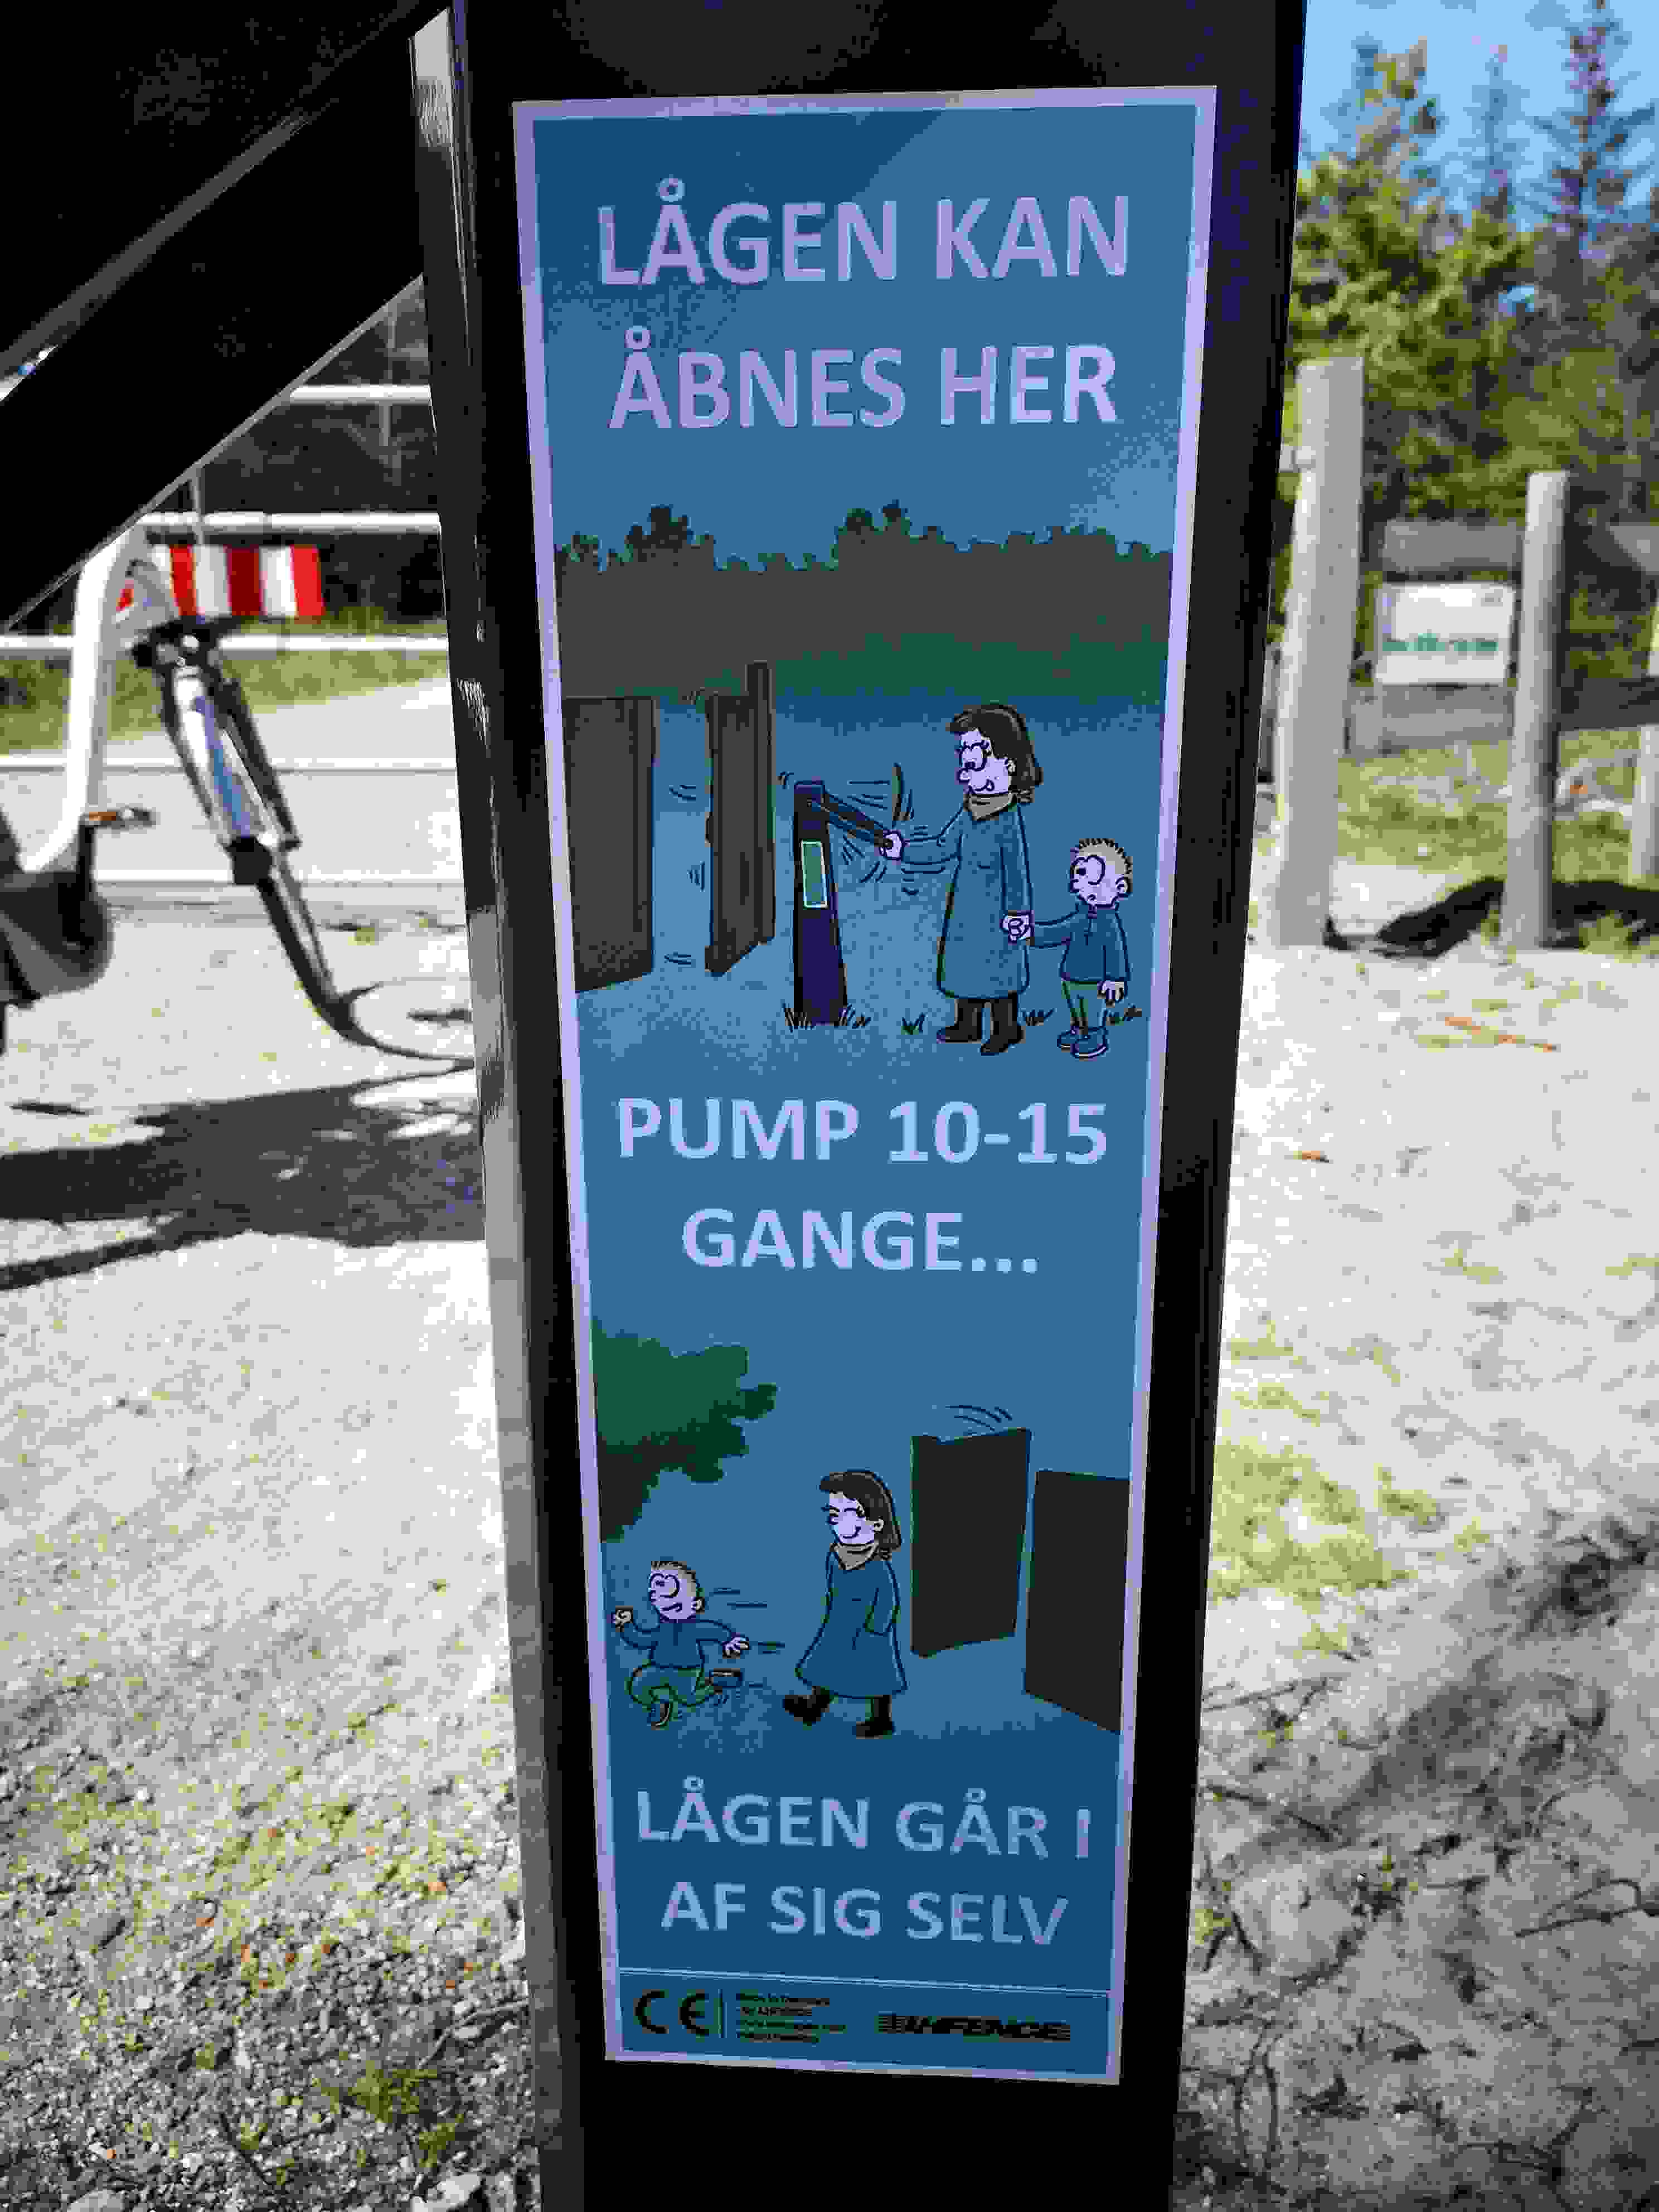 LÅGEN KAN
ÅBNES HER
PUMP 10-15
GANGE...
LÅGEN GÅR I
AF SIG SELV
CE